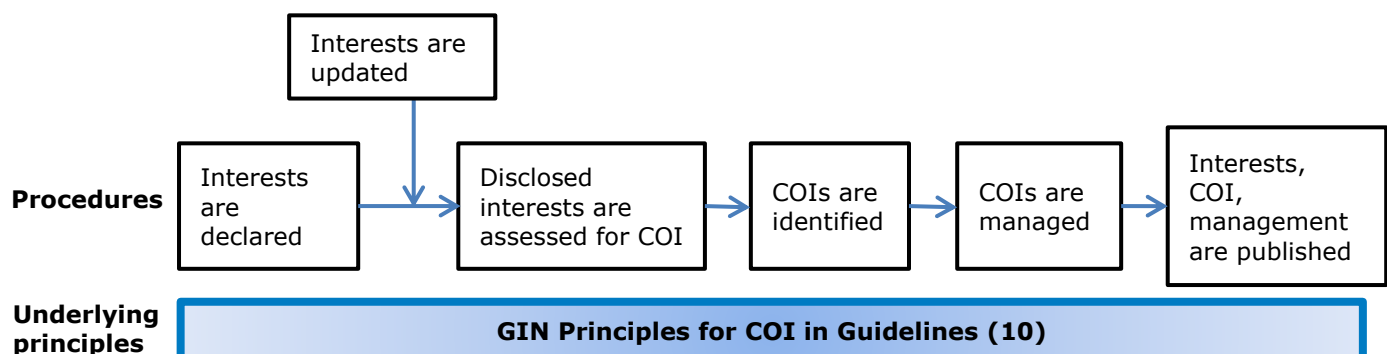 Interests are
updated
Procedures
Interests
are
declared
Disclosed
interests are
assessed for COI
COIs are
identified
COIs are
managed
Interests,
COI,
management
are published
Underlying
principles
GIN Principles for COI in Guidelines (10)